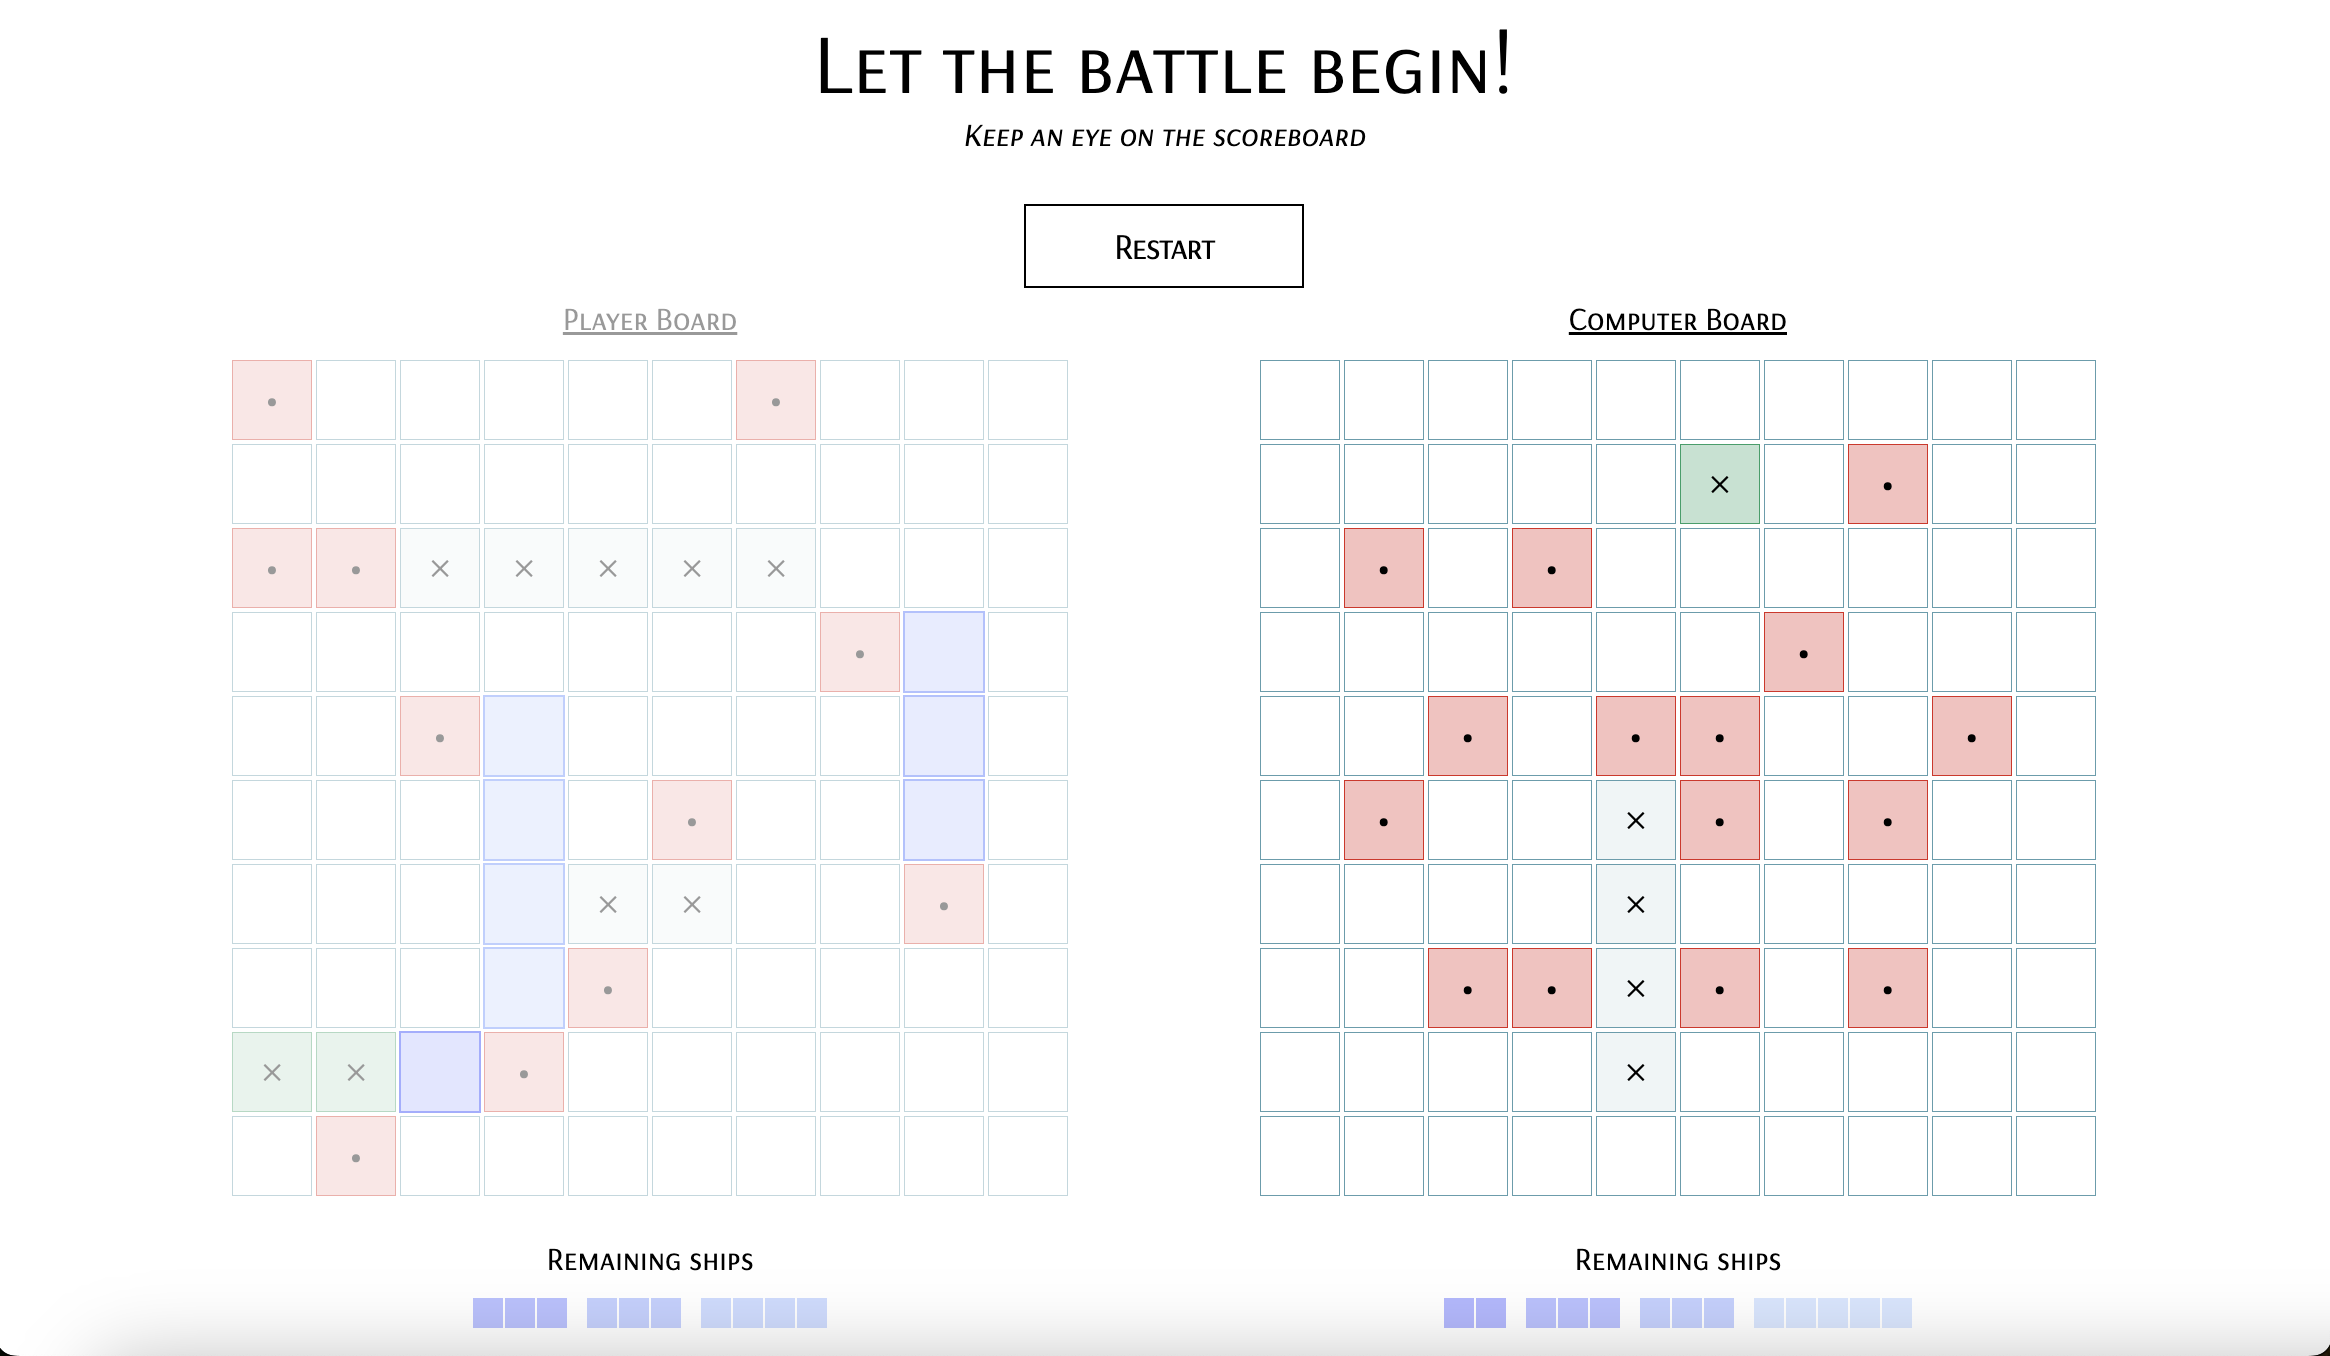 Let the battle begin!
Keep an eye on the scoreboard
Restart
Player Board
Computer Board
Remaining ships
Remaining ships